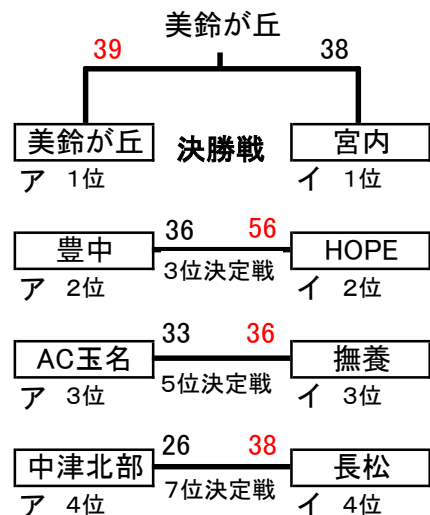 美鈴が丘
39 38
美鈴が丘 決勝戦 宮内
ア 1位 イ 1位
36 56
豊中 HOPE
3位決定戦
ア 2位 イ 2位
33 36
AC玉名 撫養
5位決定戦
ア 3位 イ 3位
26 38
中津北部 長松
7位決定戦
ア 4位 イ 4位